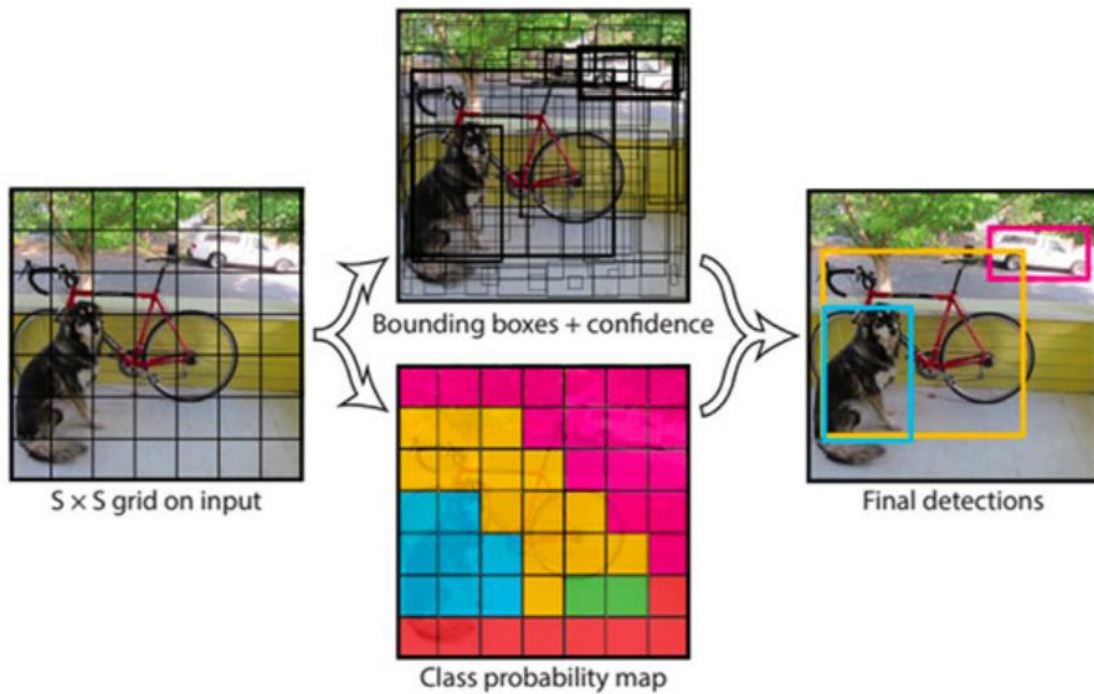 Bounding boxes + confidence
S × S grid on input
Final detections
Class probability map